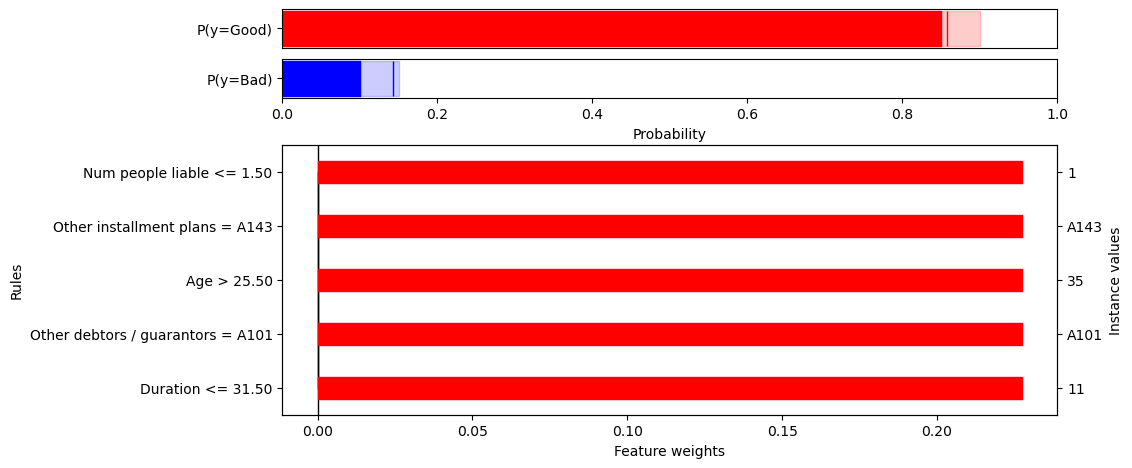 P(y=Good)
P(y=Bad)
0.0 0.2 0.4 0.6 0.8 1.0
Probability
Rules
Num people liable <= 1.50 1
Other installment plans = A143 A143
Age > 25.50 35
Other debtors / guarantors = A101 A101
Duration <= 31.50 11
Instance values
0.00 0.05 0.10 0.15 0.20
Feature weights